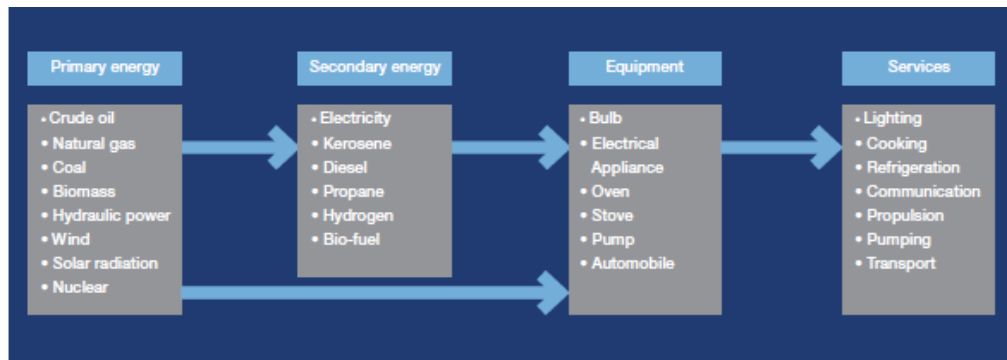 Primary energy
• Crude oil
• Natural gas
• Coal
• Biomass
• Hydraulic power
• Wind
• Solar radiation
• Nuclear
Secondary energy
• Electricity
• Kerosene
• Diesel
• Propane
• Hydrogen
• Bio-fuel
Equipment
• Bulb
• Electrical
Appliance
• Oven
• Stove
• Pump
• Automobile
Services
• Lighting
• Cooking
• Refrigeration
• Communication
• Propulsion
• Pumping
• Transport